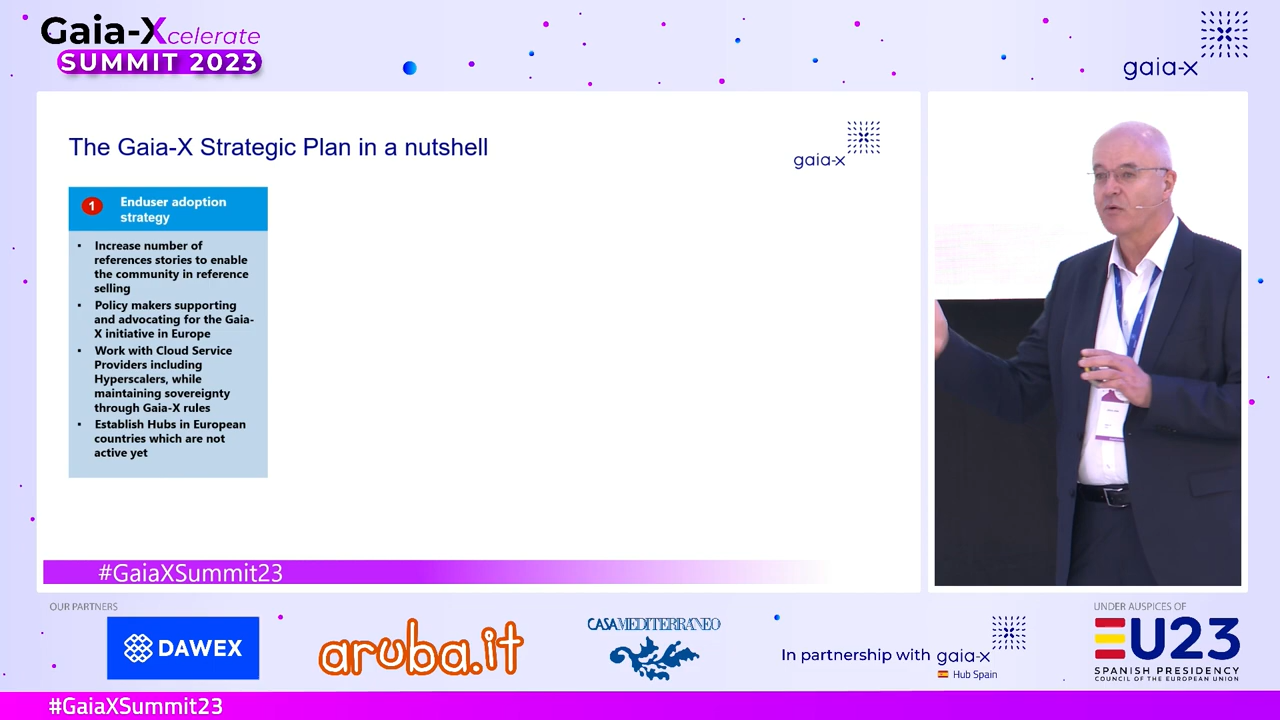 Gaia-Xcelerate
SUMMIT 2023
gaia-x
The Gaia-X Strategic Plan in a nutshell
gaia-x
1
Enduser adoption
strategy
• Increase number of
references stories to enable
the community in reference
selling
• Policy makers supporting
and advocating for the Gaia-
X initiative in Europe
• Work with Cloud Service
Providers including
Hyperscalers, while
maintaining sovereignty
through Gaia-X rules
• Establish Hubs in European
countries which are not
active yet
#GaiaXSummit23
OUR PARTNERS
DAWEX
aruba.it
CASAMEDITERRANEO
In partnership with gaia-x
Hub Spain
UNDER AUSPICES OF
EU23
SPANISH PRESIDENCY
COUNCIL OF THE EUROPEAN UNION
#GaiaXSummit23